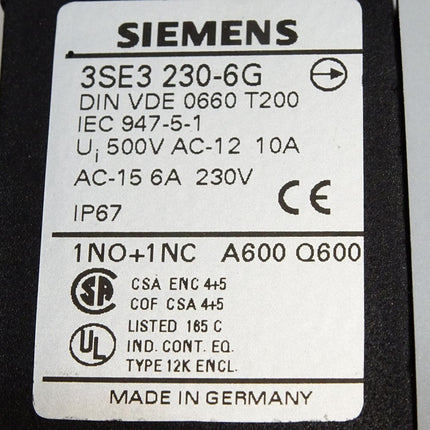 SIEMENS
3SE3 230-6G
DIN VDE 0660 T200
IEC 947-5-1
Ui 500V AC-12 10A
AC-15 6A 230V
CE
IP67
1NO+1NC A600 Q600
SA CSA ENC 4+5
COF CSA 4+5
UL LISTED 165 C
IND. CONT. EQ.
TYPE 12K ENCL.
MADE IN GERMANY